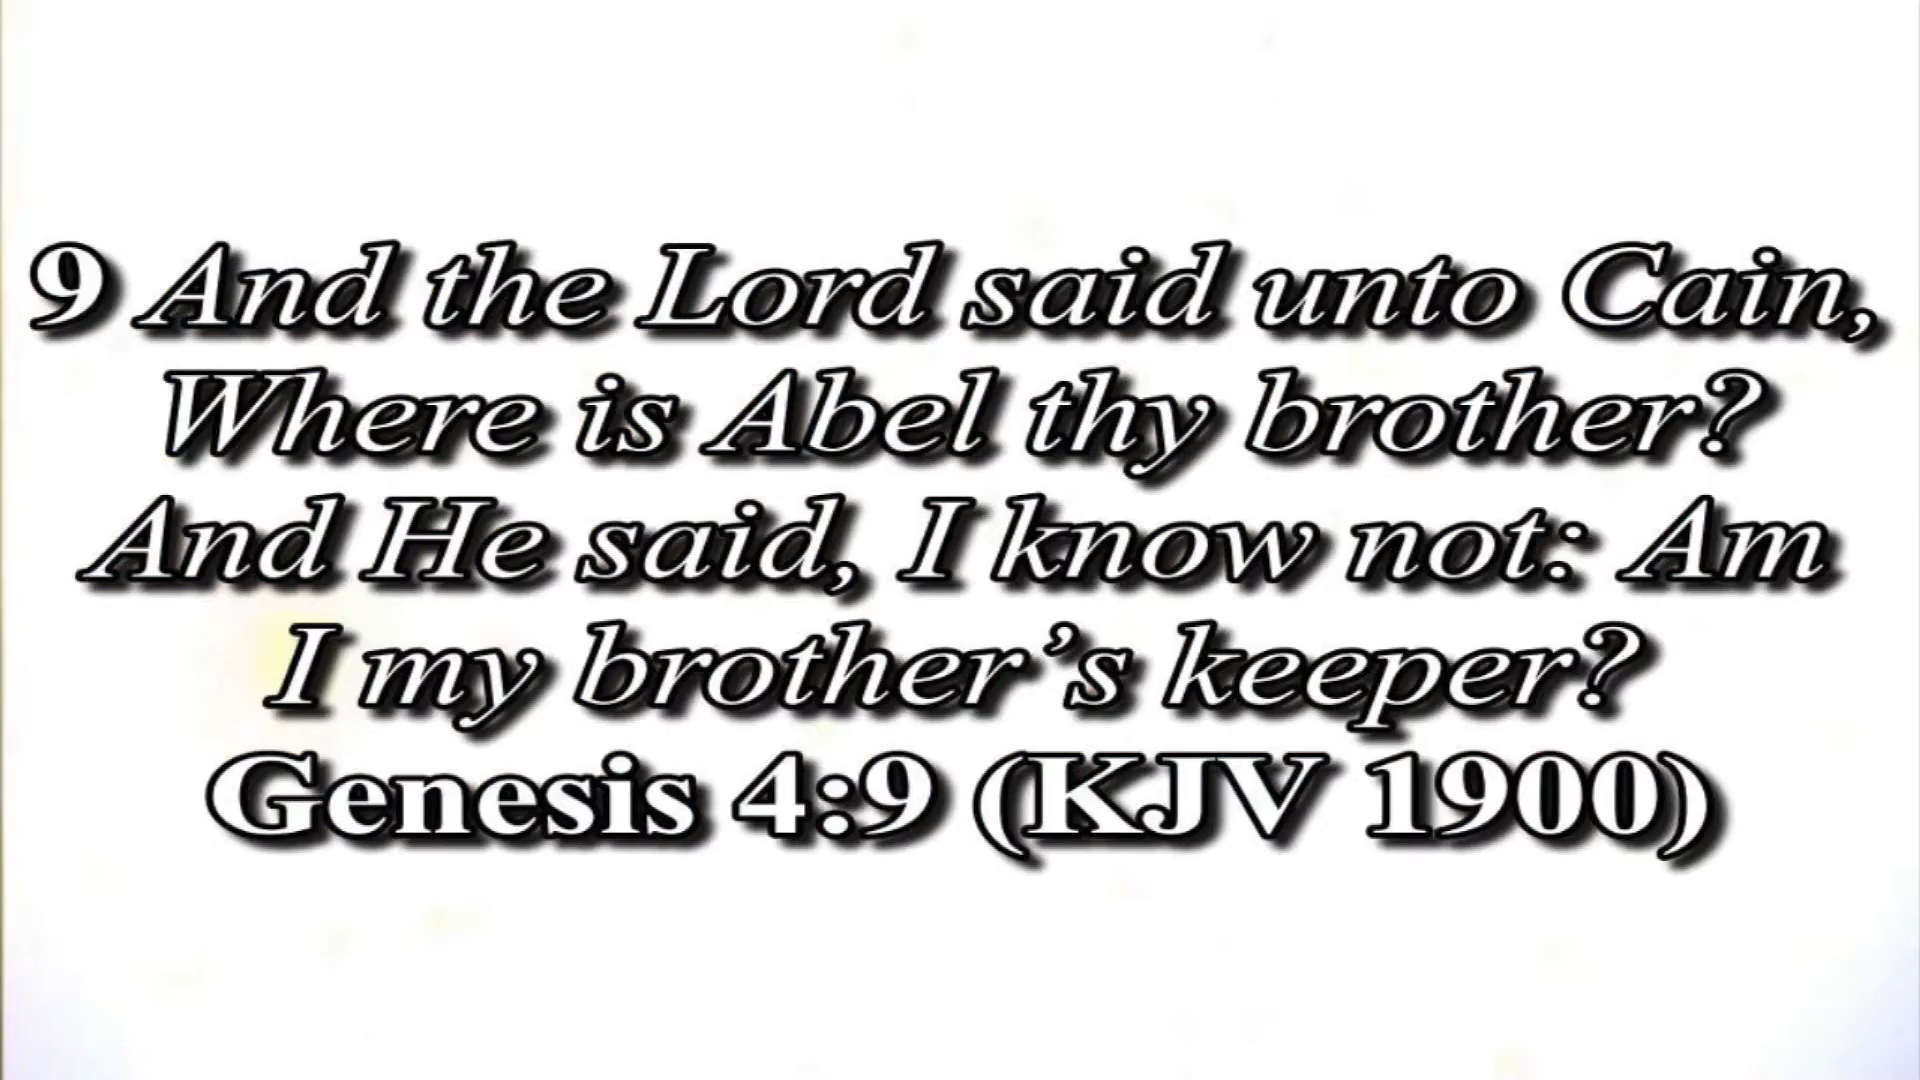 9 And the Lord said unto Cain,
Where is Abel thy brother?
And He said, I know not: Am
I my brother’s keeper?
Genesis 4:9 (KJV 1900)